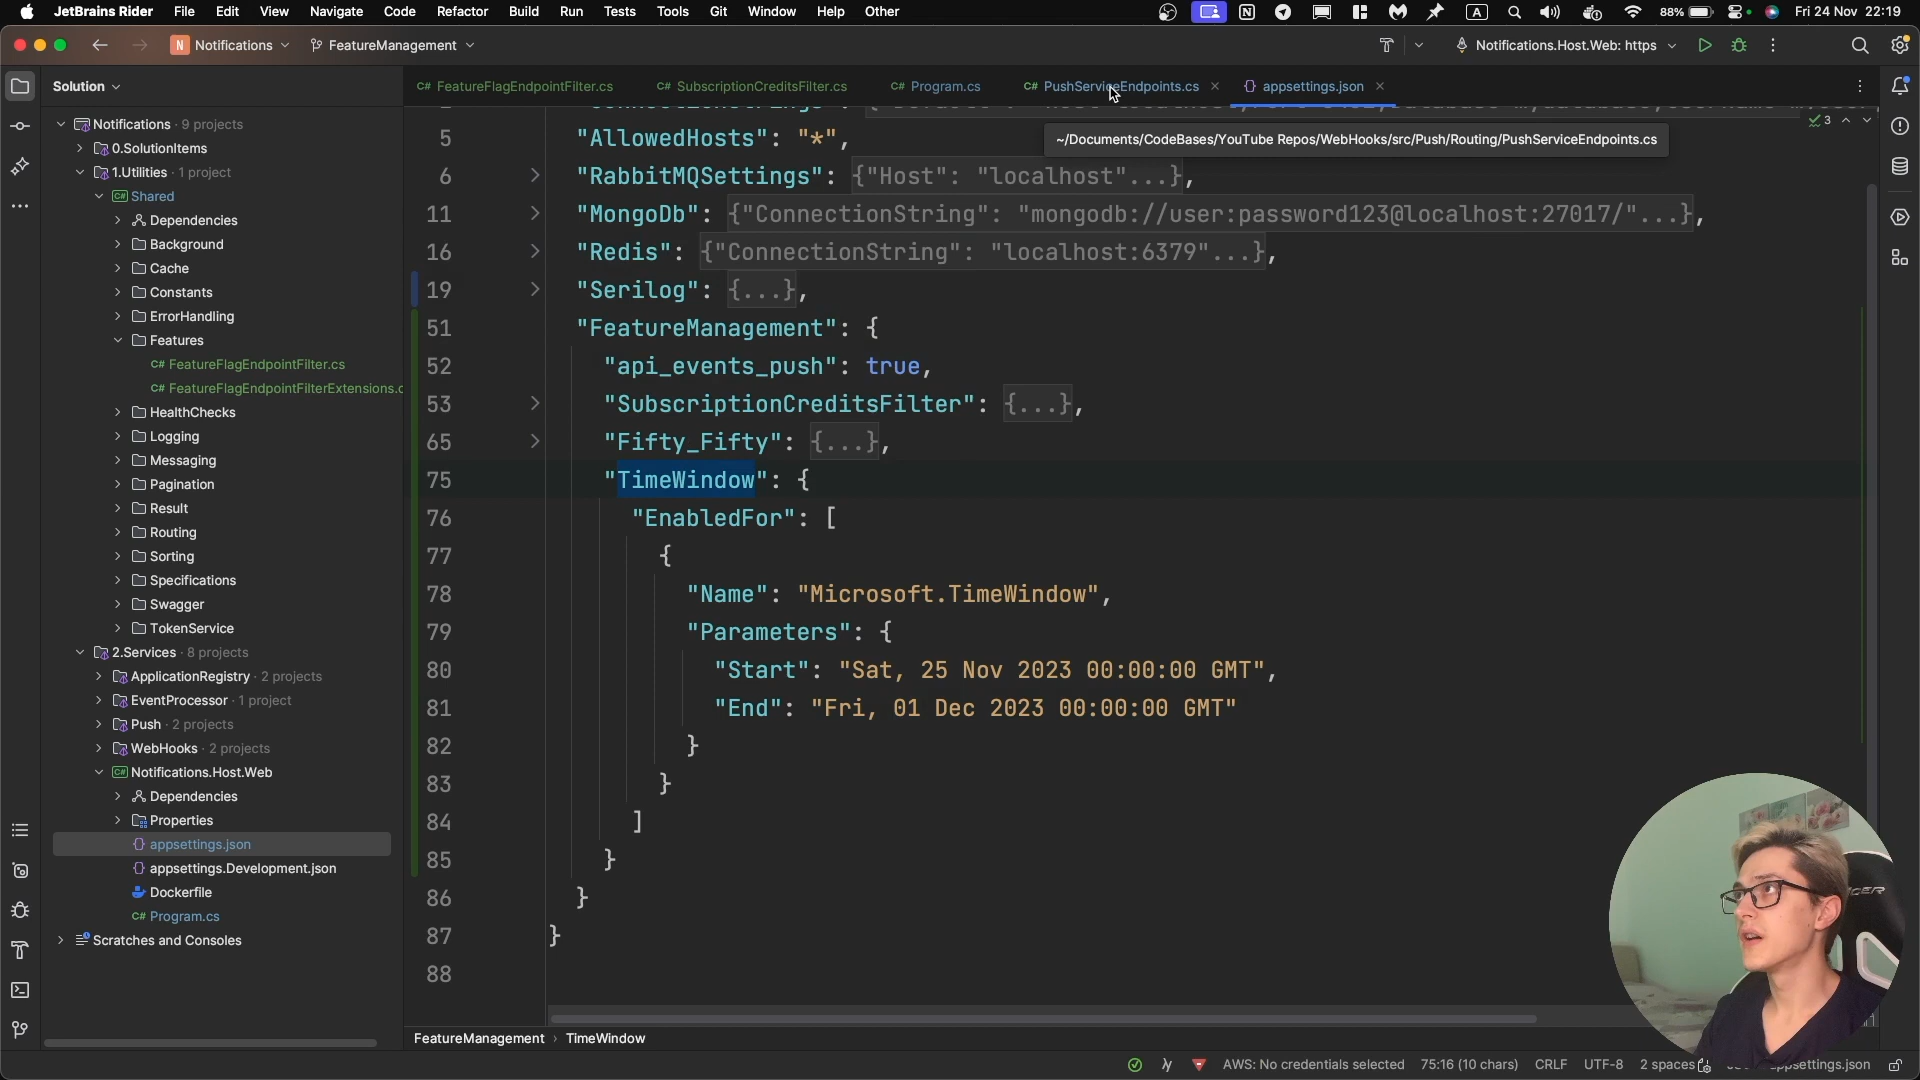 JetBrains Rider File Edit View Navigate Code Refactor Build Run Tests Tools Git Window Help Other A 88% Fri 24 Nov 22:19
N Notifications FeatureManagement Notifications.Host.Web: https
Solution C# FeatureFlagEndpointFilter.cs C# SubscriptionCreditsFilter.cs C# Program.cs C# PushServiceEndpoints.cs {} appsettings.json
~/Documents/CodeBases/YouTube Repos/WebHooks/src/Push/Routing/PushServiceEndpoints.cs
3
Notifications · 9 projects
0.SolutionItems
1.Utilities · 1 project
C# Shared
Dependencies
Background
Cache
Constants
ErrorHandling
Features
C# FeatureFlagEndpointFilter.cs
C# FeatureFlagEndpointFilterExtensions.c
HealthChecks
Logging
Messaging
Pagination
Result
Routing
Sorting
Specifications
Swagger
TokenService
2.Services · 8 projects
ApplicationRegistry · 2 projects
EventProcessor · 1 project
Push · 2 projects
WebHooks · 2 projects
C# Notifications.Host.Web
Dependencies
Properties
{} appsettings.json
{} appsettings.Development.json
Dockerfile
C# Program.cs
Scratches and Consoles
5 "AllowedHosts": "*",
6 "RabbitMQSettings": {"Host": "localhost"...},
11 "MongoDb": {"ConnectionString": "mongodb://user:password123@localhost:27017/"...},
16 "Redis": {"ConnectionString": "localhost:6379"...},
19 "Serilog": {...},
51 "FeatureManagement": {
52 "api_events_push": true,
53 "SubscriptionCreditsFilter": {...},
65 "Fifty_Fifty": {...},
75 "TimeWindow": {
76 "EnabledFor": [
77 {
78 "Name": "Microsoft.TimeWindow",
79 "Parameters": {
80 "Start": "Sat, 25 Nov 2023 00:00:00 GMT",
81 "End": "Fri, 01 Dec 2023 00:00:00 GMT"
82 }
83 }
84 ]
85 }
86 }
87 }
88
FeatureManagement › TimeWindow
AWS: No credentials selected 75:16 (10 chars) CRLF UTF-8 2 spaces appsettings.json